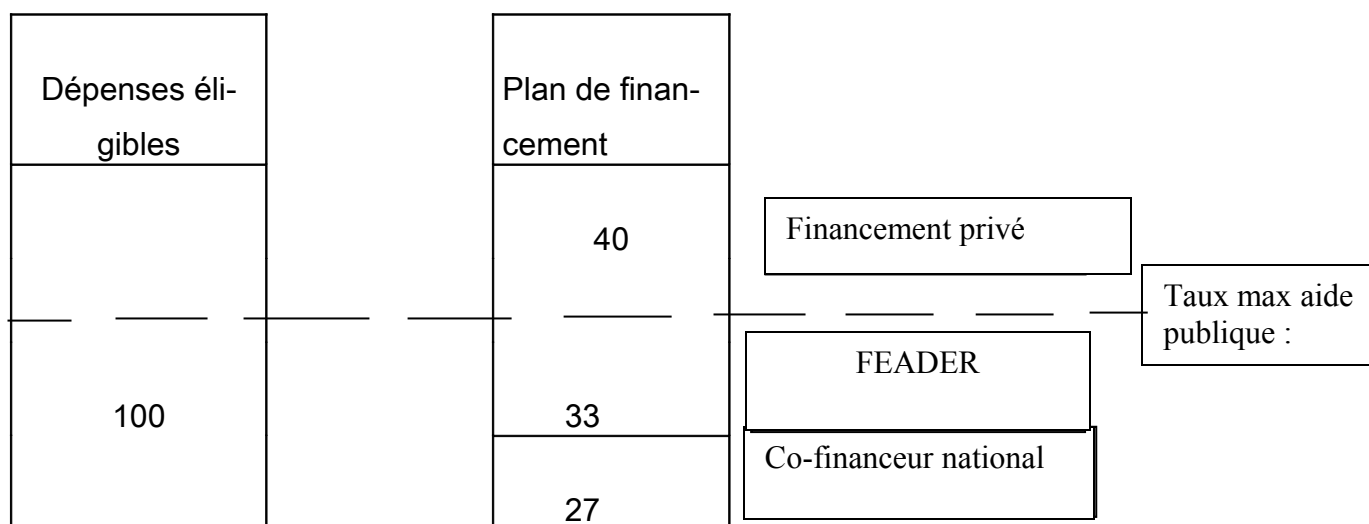 Dépenses éli-
gibles
Plan de finan-
cement
40
Financement privé
Taux max aide
publique :
FEADER
100
33
Co-financeur national
27